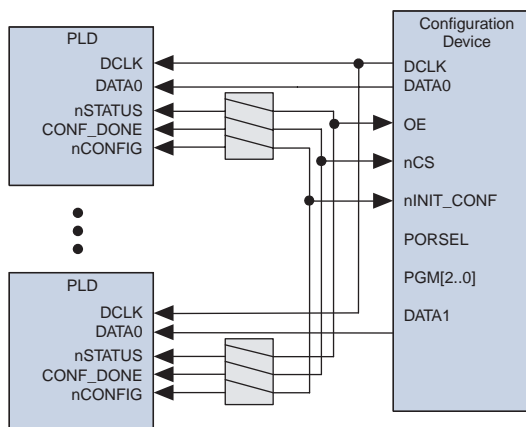 PLD
DCLK
DATA0
nSTATUS
CONF_DONE
nCONFIG
Configuration
Device
DCLK
DATA0
OE
nCS
nINIT_CONF
PORSEL
PGM[2..0]
DATA1
PLD
DCLK
DATA0
nSTATUS
CONF_DONE
nCONFIG